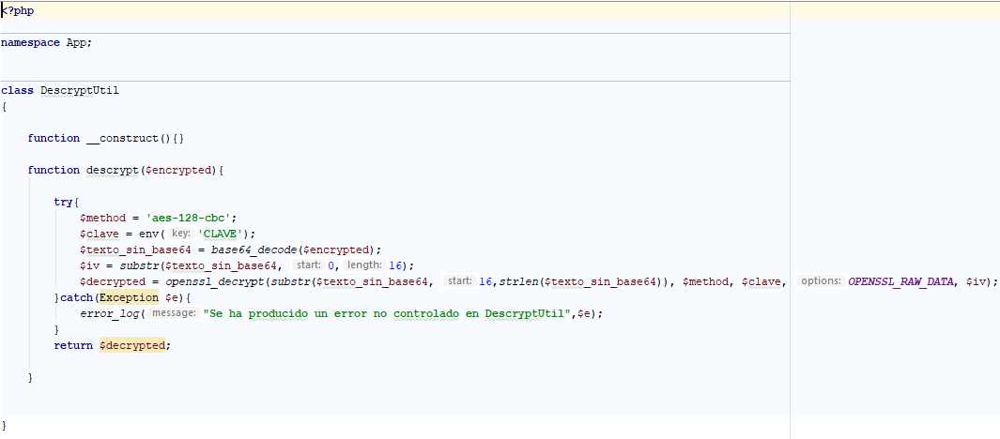 <?php
namespace App;
class DescryptUtil
{
function __construct(){}
function descrypt($encrypted){
try{
$method = 'aes-128-cbc';
$clave = env( key: 'CLAVE');
$texto_sin_base64 = base64_decode($encrypted);
$iv = substr($texto_sin_base64, start: 0, length: 16);
$decrypted = openssl_decrypt(substr($texto_sin_base64, start: 16,strlen($texto_sin_base64)), $method, $clave, options: OPENSSL_RAW_DATA, $iv);
}catch(Exception $e){
error_log( message: "Se ha producido un error no controlado en DescryptUtil",$e);
}
return $decrypted;
}
}